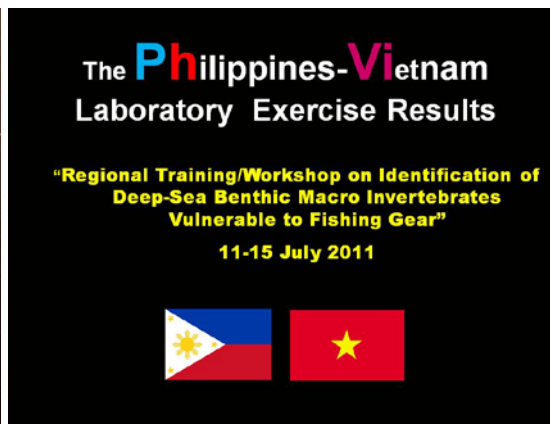 The Philippines-Vietnam
Laboratory Exercise Results
“Regional Training/Workshop on Identification of
Deep-Sea Benthic Macro Invertebrates
Vulnerable to Fishing Gear”
11-15 July 2011